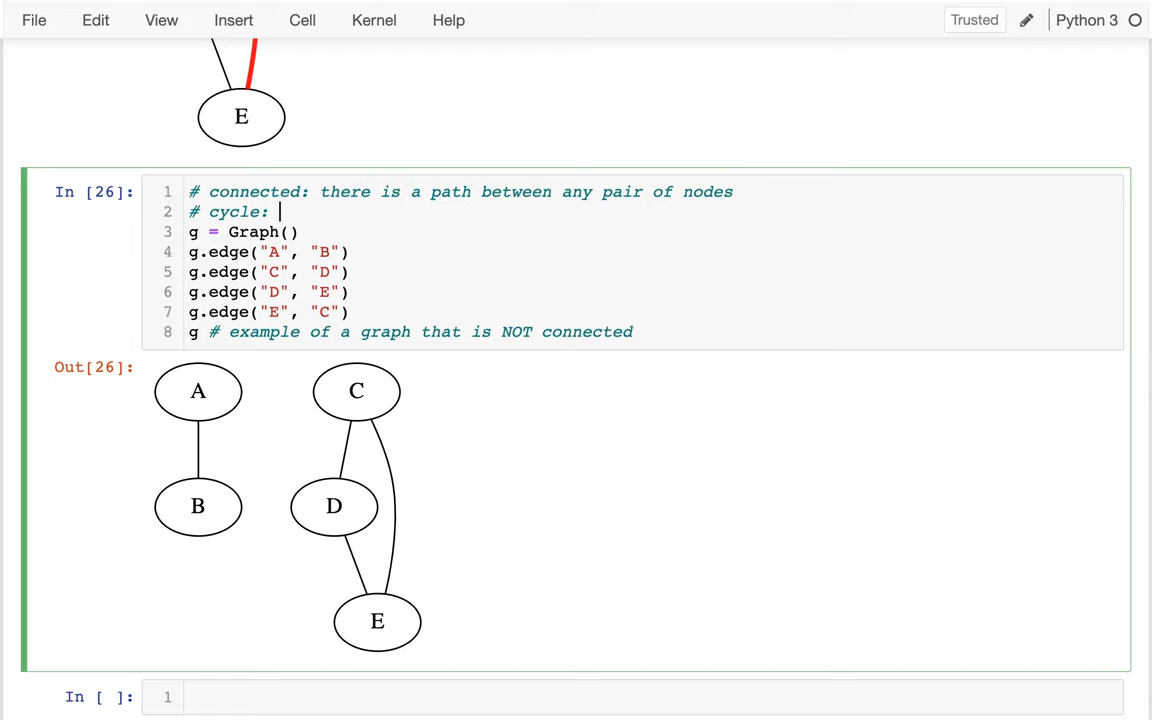 File Edit View Insert Cell Kernel Help Trusted Python 3
E
In [26]:
1 # connected: there is a path between any pair of nodes
2 # cycle:
3 g = Graph()
4 g.edge("A", "B")
5 g.edge("C", "D")
6 g.edge("D", "E")
7 g.edge("E", "C")
8 g # example of a graph that is NOT connected
Out[26]:
A C
B D
E
In [ ]: 1